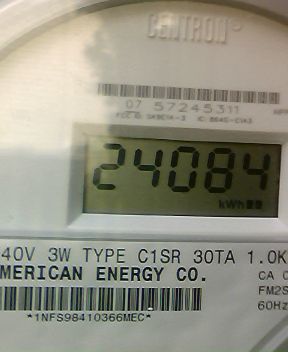 CENTRON®
07 57245311
24084
kWh
40V 3W TYPE C1SR 30TA 1.0K
MERICAN ENERGY CO.
CA
FM2S
60Hz
*1NFS98410366MEC*